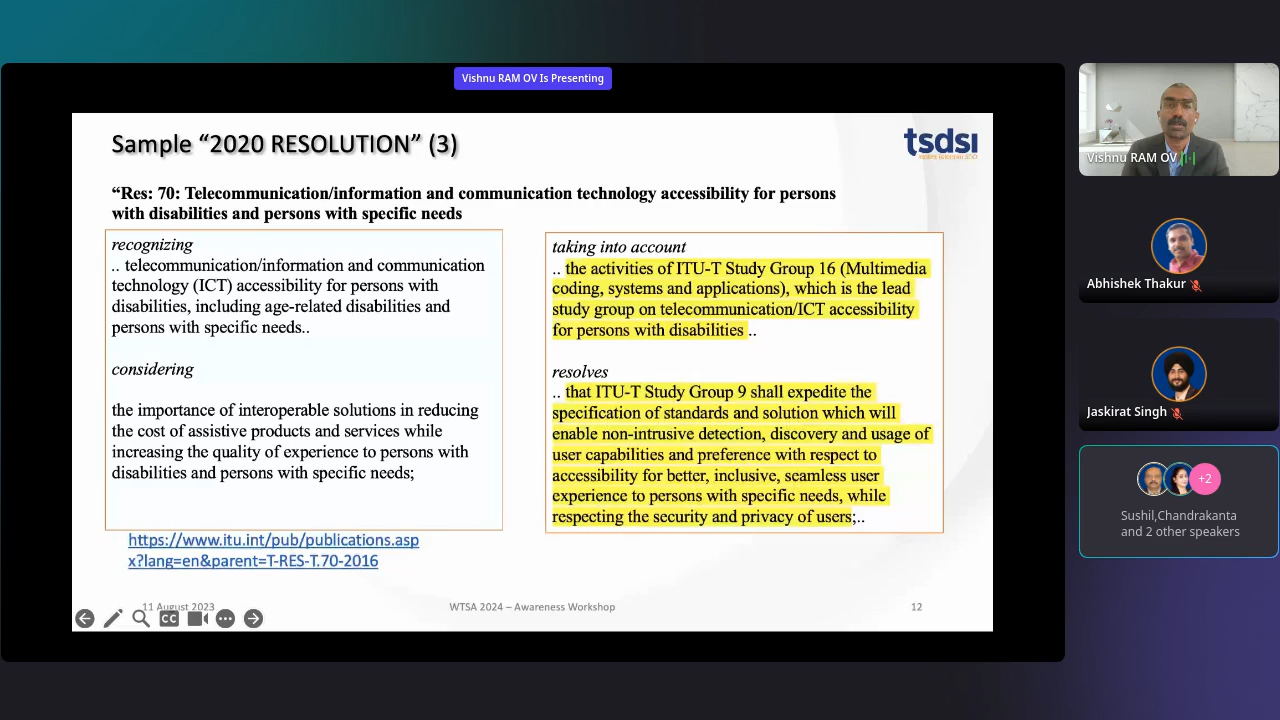 Vishnu RAM OV Is Presenting
Sample “2020 RESOLUTION” (3)
tsdsi
“Res: 70: Telecommunication/information and communication technology accessibility for persons
with disabilities and persons with specific needs
recognizing
.. telecommunication/information and communication
technology (ICT) accessibility for persons with
disabilities, including age-related disabilities and
persons with specific needs..
considering
the importance of interoperable solutions in reducing
the cost of assistive products and services while
increasing the quality of experience to persons with
disabilities and persons with specific needs;
taking into account
.. the activities of ITU-T Study Group 16 (Multimedia
coding, systems and applications), which is the lead
study group on telecommunication/ICT accessibility
for persons with disabilities ..
resolves
.. that ITU-T Study Group 9 shall expedite the
specification of standards and solution which will
enable non-intrusive detection, discovery and usage of
user capabilities and preference with respect to
accessibility for better, inclusive, seamless user
experience to persons with specific needs, while
respecting the security and privacy of users;..
https://www.itu.int/pub/publications.asp
x?lang=en&parent=T-RES-T.70-2016
11 August 2023
WTSA 2024 – Awareness Workshop
12
CC
Vishnu RAM OV
Abhishek Thakur
Jaskirat Singh
+2
Sushil,Chandrakanta
and 2 other speakers